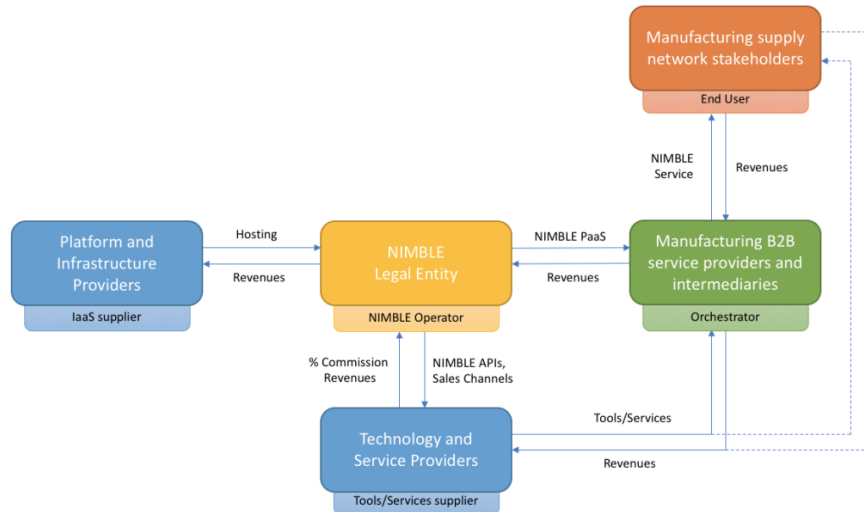 Manufacturing supply
network stakeholders
End User
NIMBLE
Service
Revenues
Platform and
Infrastructure
Providers
IaaS supplier
Hosting
Revenues
NIMBLE
Legal Entity
NIMBLE Operator
NIMBLE PaaS
Revenues
Manufacturing B2B
service providers and
intermediaries
Orchestrator
% Commission
Revenues
NIMBLE APIs,
Sales Channels
Technology and
Service Providers
Tools/Services supplier
Tools/Services
Revenues